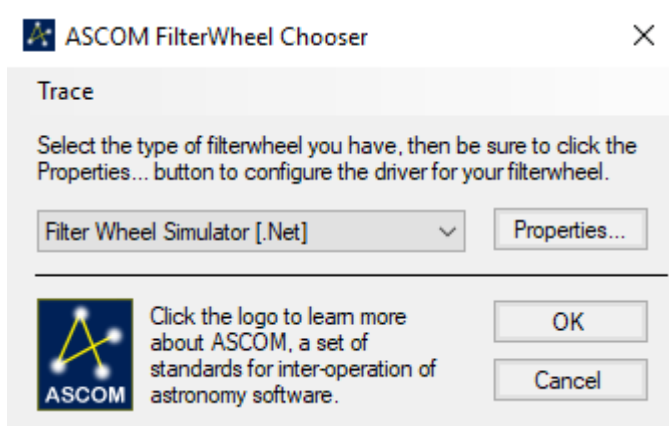 ASCOM FilterWheel Chooser
Trace
Select the type of filterwheel you have, then be sure to click the
Properties... button to configure the driver for your filterwheel.
Filter Wheel Simulator [.Net]
Properties...
Click the logo to learn more
about ASCOM, a set of
standards for inter-operation of
astronomy software.
ASCOM
OK
Cancel